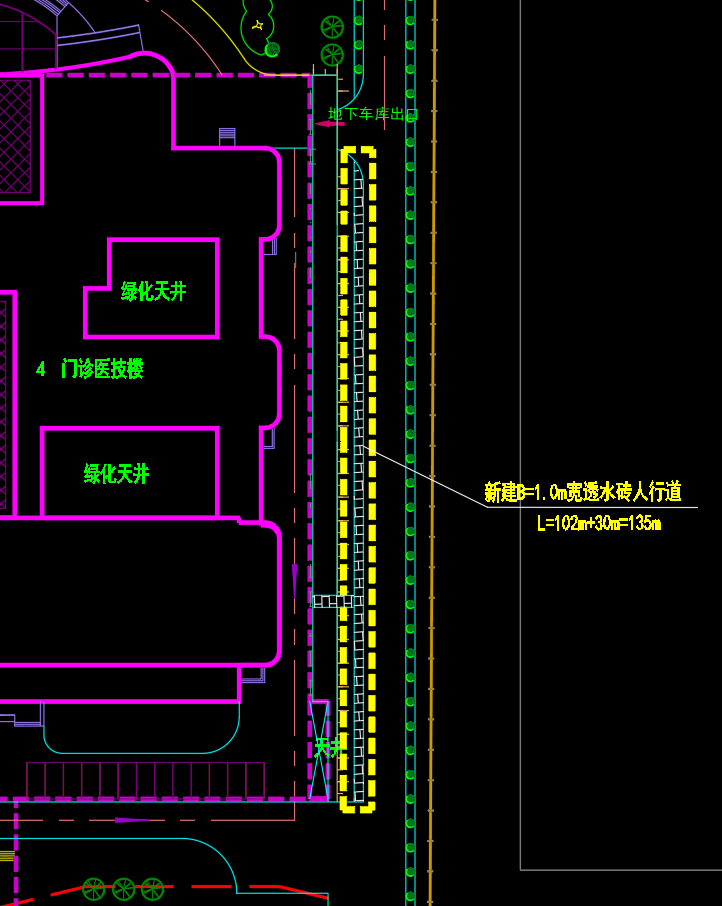 地下车库出口
绿化天井
4 门诊医技楼
绿化天井
新建B=1.0m宽透水砖人行道
L=102m+30m=135m
天井